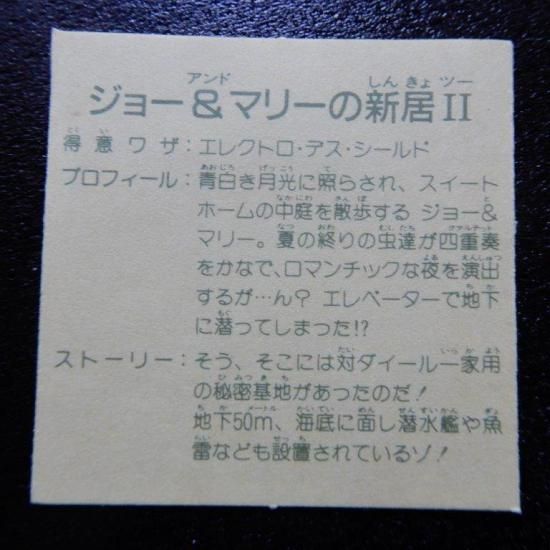 ジョー&マリーの新居II
得意ワザ:エレクトロ・デス・シールド
プロフィール:青白き月光に照らされ、スイート
ホームの中庭を散歩する ジョー&
マリー。夏の終りの虫達が四重奏
をかなで、ロマンチックな夜を演出
するが…ん? エレベーターで地下
に潜ってしまった!?
ストーリー:そう、そこには対ダイール一家用
の秘密基地があったのだ!
地下50m、海底に面し潜水艦や魚
雷なども設置されているゾ!